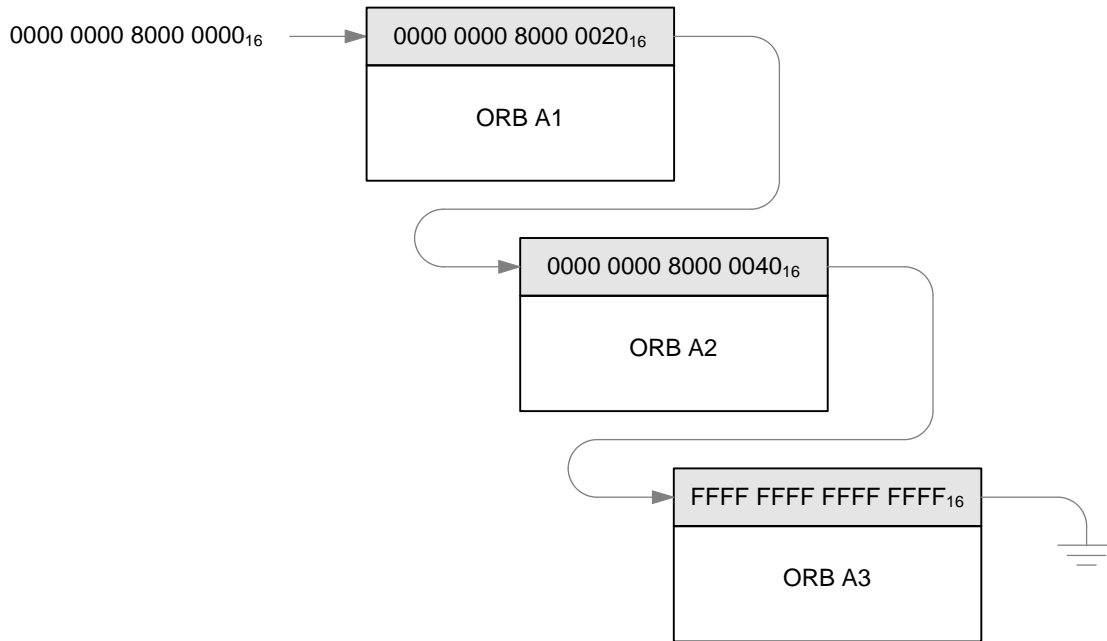 0000 0000 8000 0000₁₆ 0000 0000 8000 0020₁₆
ORB A1
0000 0000 8000 0040₁₆
ORB A2
FFFF FFFF FFFF FFFF₁₆
ORB A3